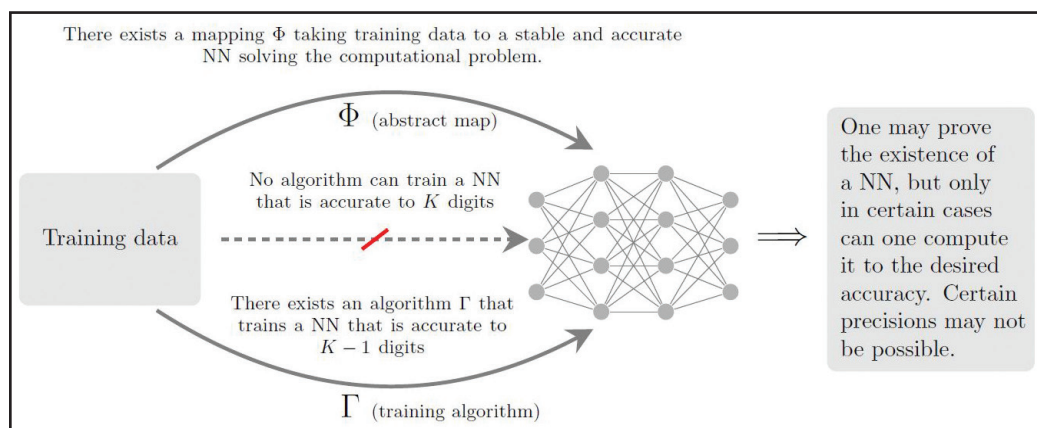 There exists a mapping Φ taking training data to a stable and accurate
NN solving the computational problem.
Φ (abstract map)
No algorithm can train a NN
that is accurate to K digits
Training data
There exists an algorithm Γ that
trains a NN that is accurate to
K − 1 digits
Γ (training algorithm)
⟹
One may prove
the existence of
a NN, but only
in certain cases
can one compute
it to the desired
accuracy. Certain
precisions may not
be possible.